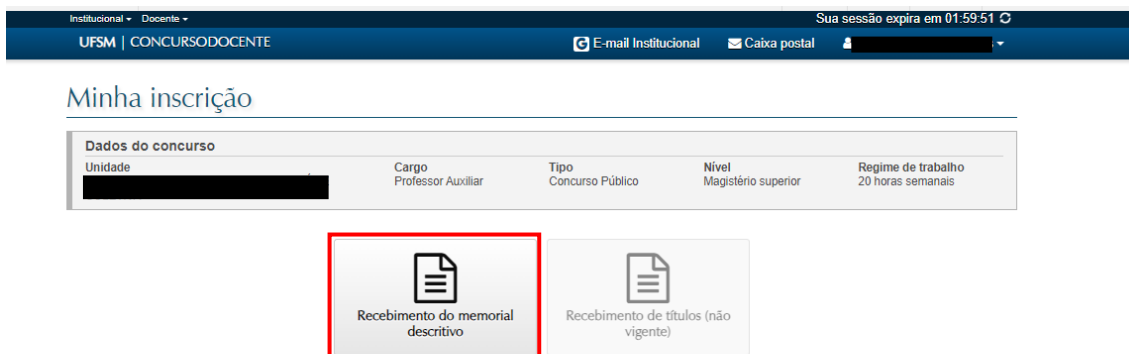 Institucional Docente Sua sessão expira em 01:59:51
UFSM | CONCURSODOCENTE G E-mail Institucional Caixa postal
Minha inscrição
Dados do concurso
Unidade Cargo Tipo Nível Regime de trabalho
Professor Auxiliar Concurso Público Magistério superior 20 horas semanais
Recebimento do memorial
descritivo
Recebimento de títulos (não
vigente)